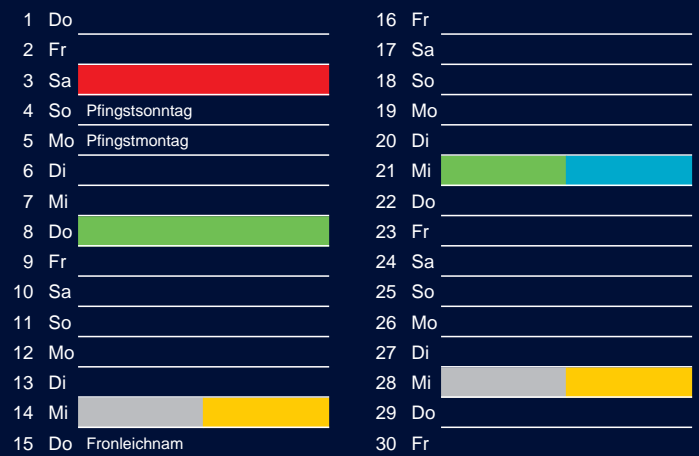 1 Do
2 Fr
3 Sa
4 So Pfingstsonntag
5 Mo Pfingstmontag
6 Di
7 Mi
8 Do
9 Fr
10 Sa
11 So
12 Mo
13 Di
14 Mi
15 Do Fronleichnam
16 Fr
17 Sa
18 So
19 Mo
20 Di
21 Mi
22 Do
23 Fr
24 Sa
25 So
26 Mo
27 Di
28 Mi
29 Do
30 Fr